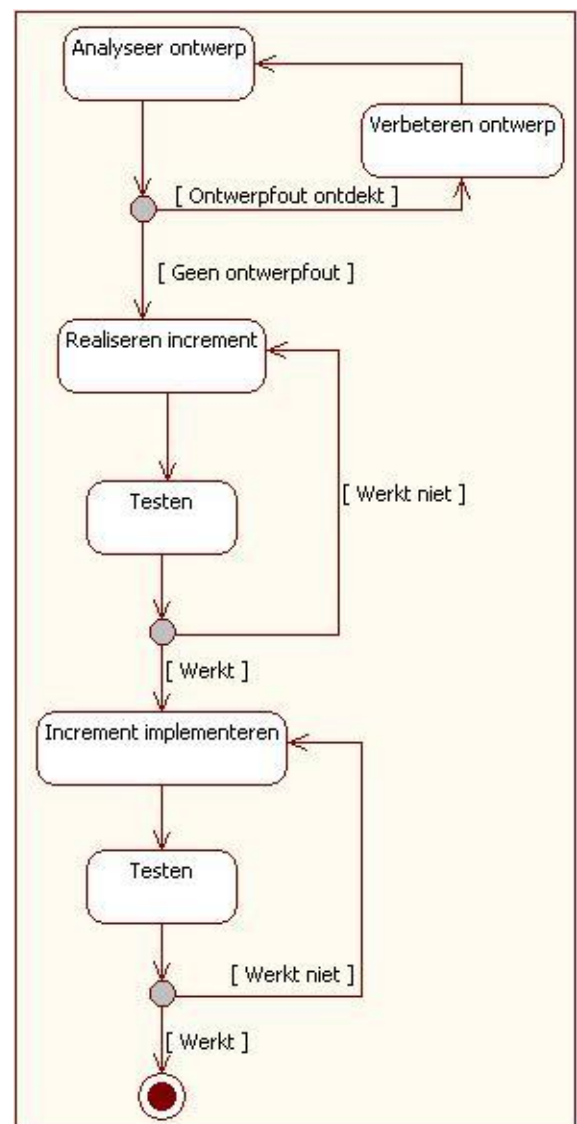 Analyseer ontwerp
Verbeteren ontwerp
[ Ontwerpfout ontdekt ]
[ Geen ontwerpfout ]
Realiseren increment
Testen
[ Werkt niet ]
[ Werkt ]
Increment implementeren
Testen
[ Werkt niet ]
[ Werkt ]